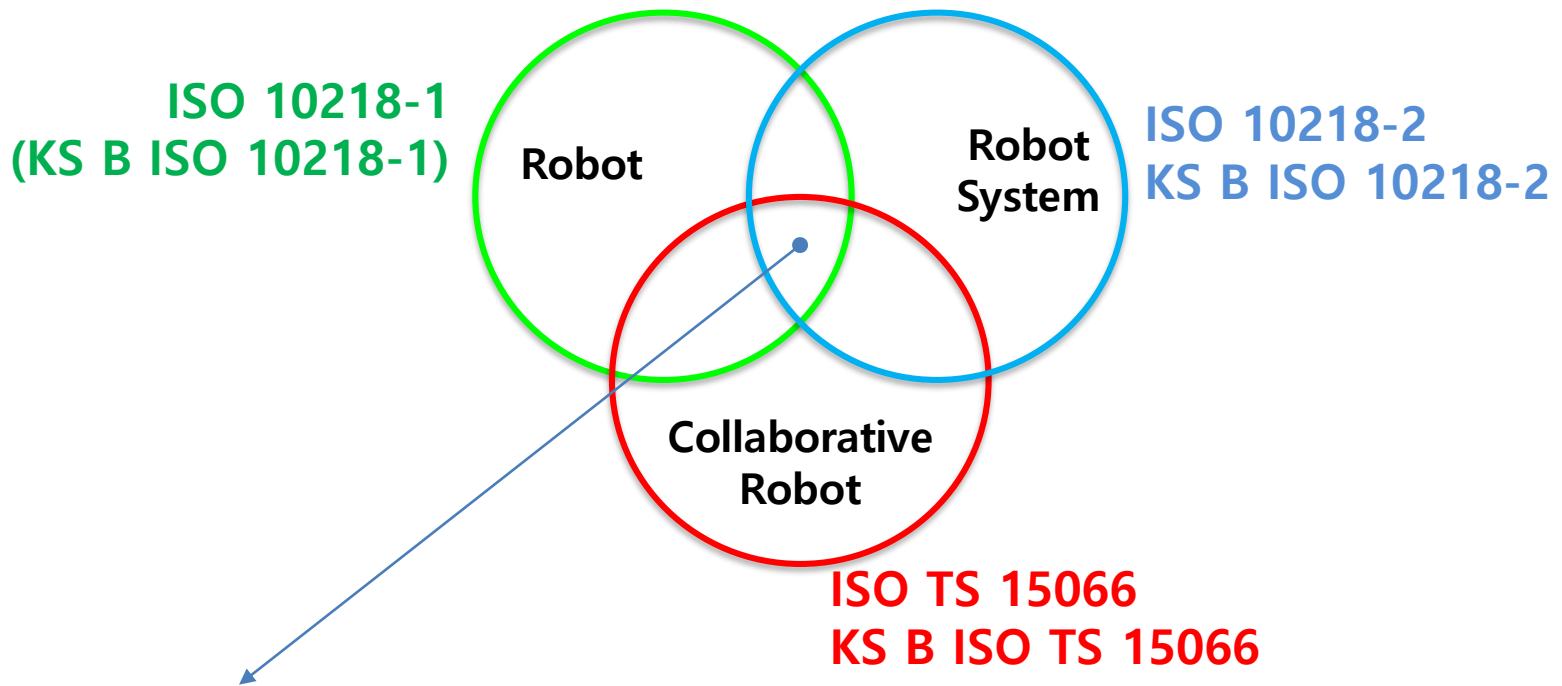 ISO 10218-1
(KS B ISO 10218-1)
Robot
Robot
System
ISO 10218-2
KS B ISO 10218-2
Collaborative
Robot
ISO TS 15066
KS B ISO TS 15066